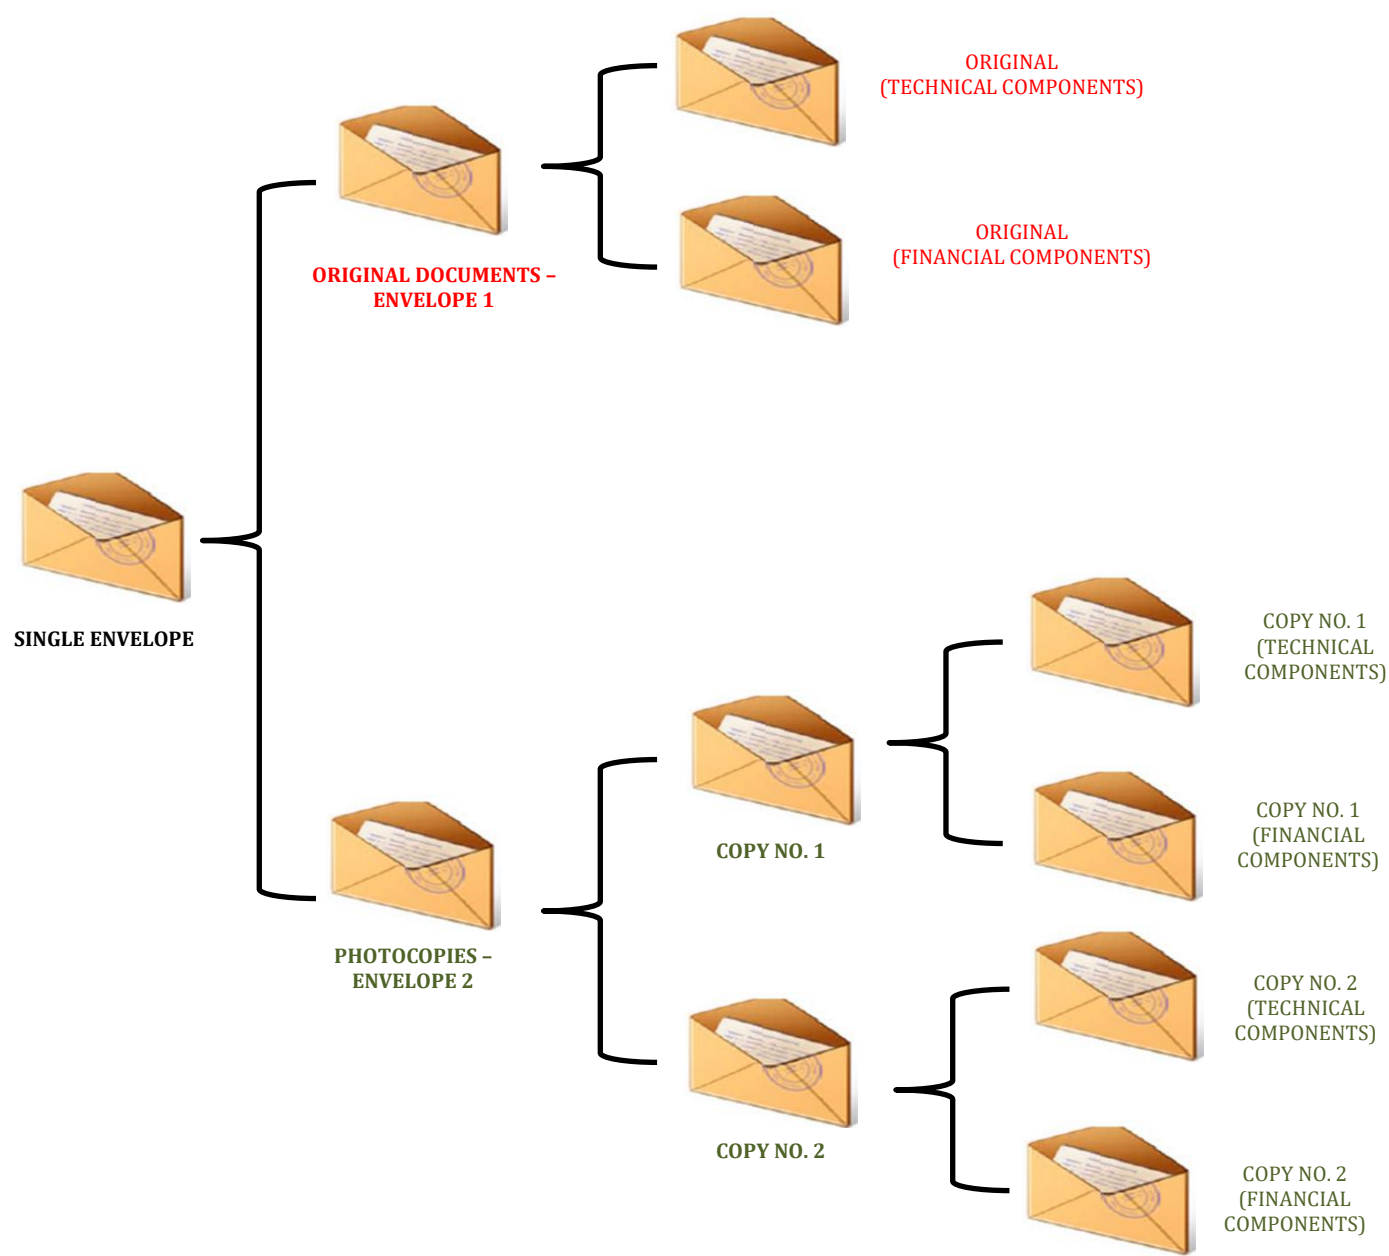 ORIGINAL
(TECHNICAL COMPONENTS)
ORIGINAL
(FINANCIAL COMPONENTS)
ORIGINAL DOCUMENTS –
ENVELOPE 1
SINGLE ENVELOPE
COPY NO. 1
(TECHNICAL
COMPONENTS)
COPY NO. 1
COPY NO. 1
(FINANCIAL
COMPONENTS)
PHOTOCOPIES –
ENVELOPE 2
COPY NO. 2
(TECHNICAL
COMPONENTS)
COPY NO. 2
COPY NO. 2
(FINANCIAL
COMPONENTS)